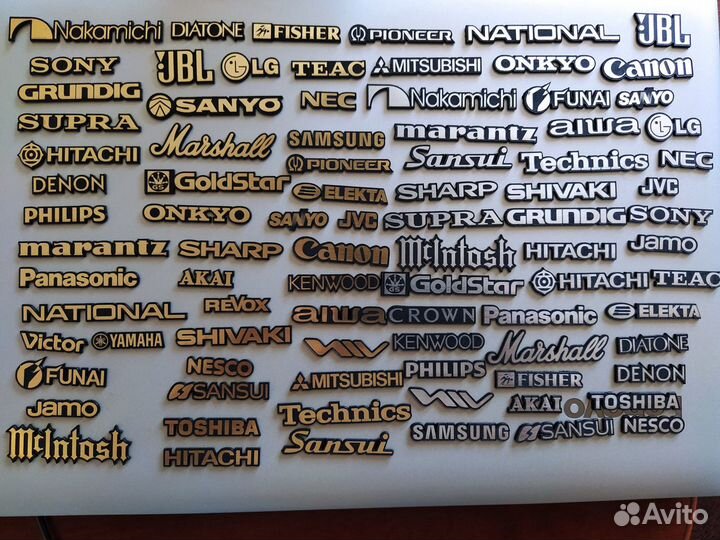 Nakamichi DIATONE FISHER PIONEER NATIONAL JBL
SONY JBL LG TEAC MITSUBISHI ONKYO Canon
GRUNDIG SANYO NEC Nakamichi FUNAI SANYO
SUPRA Marshall SAMSUNG marantz aiwa LG
HITACHI PIONEER Sansui Technics NEC
DENON GS GoldStar ELEKTA SHARP SHIVAKI JVC
PHILIPS ONKYO SANYO JVC SUPRA GRUNDIG SONY
marantz SHARP Canon McIntosh HITACHI Jamo
Panasonic AKAI KENWOOD GS GoldStar HITACHI TEAC
NATIONAL REVOX aiwa CROWN Panasonic ELEKTA
Victor YAMAHA SHIVAKI KENWOOD Marshall DIATONE
FUNAI NESCO MITSUBISHI PHILIPS FISHER DENON
Jamo SANSUI Technics AKAI TOSHIBA
McIntosh TOSHIBA Sansui SAMSUNG SANSUI NESCO
HITACHI
Avito